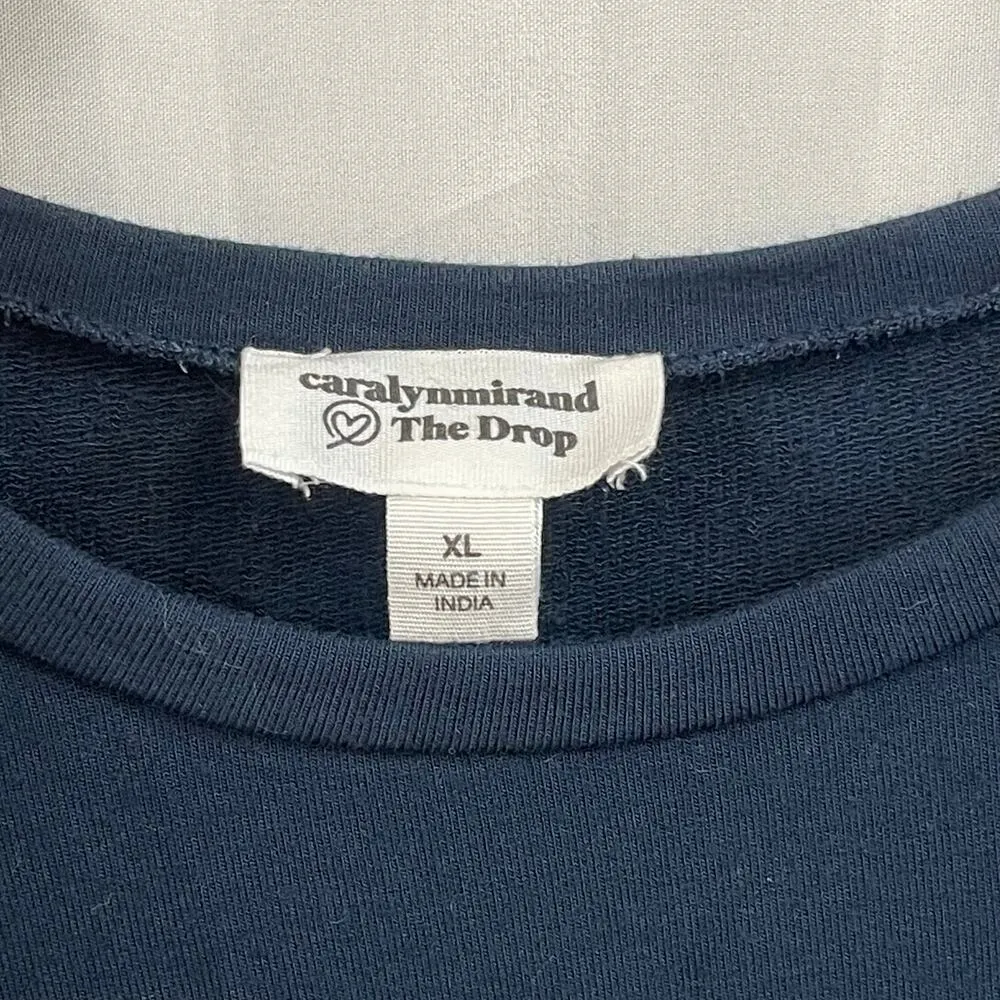 caralynmirand
The Drop
XL
MADE IN
INDIA